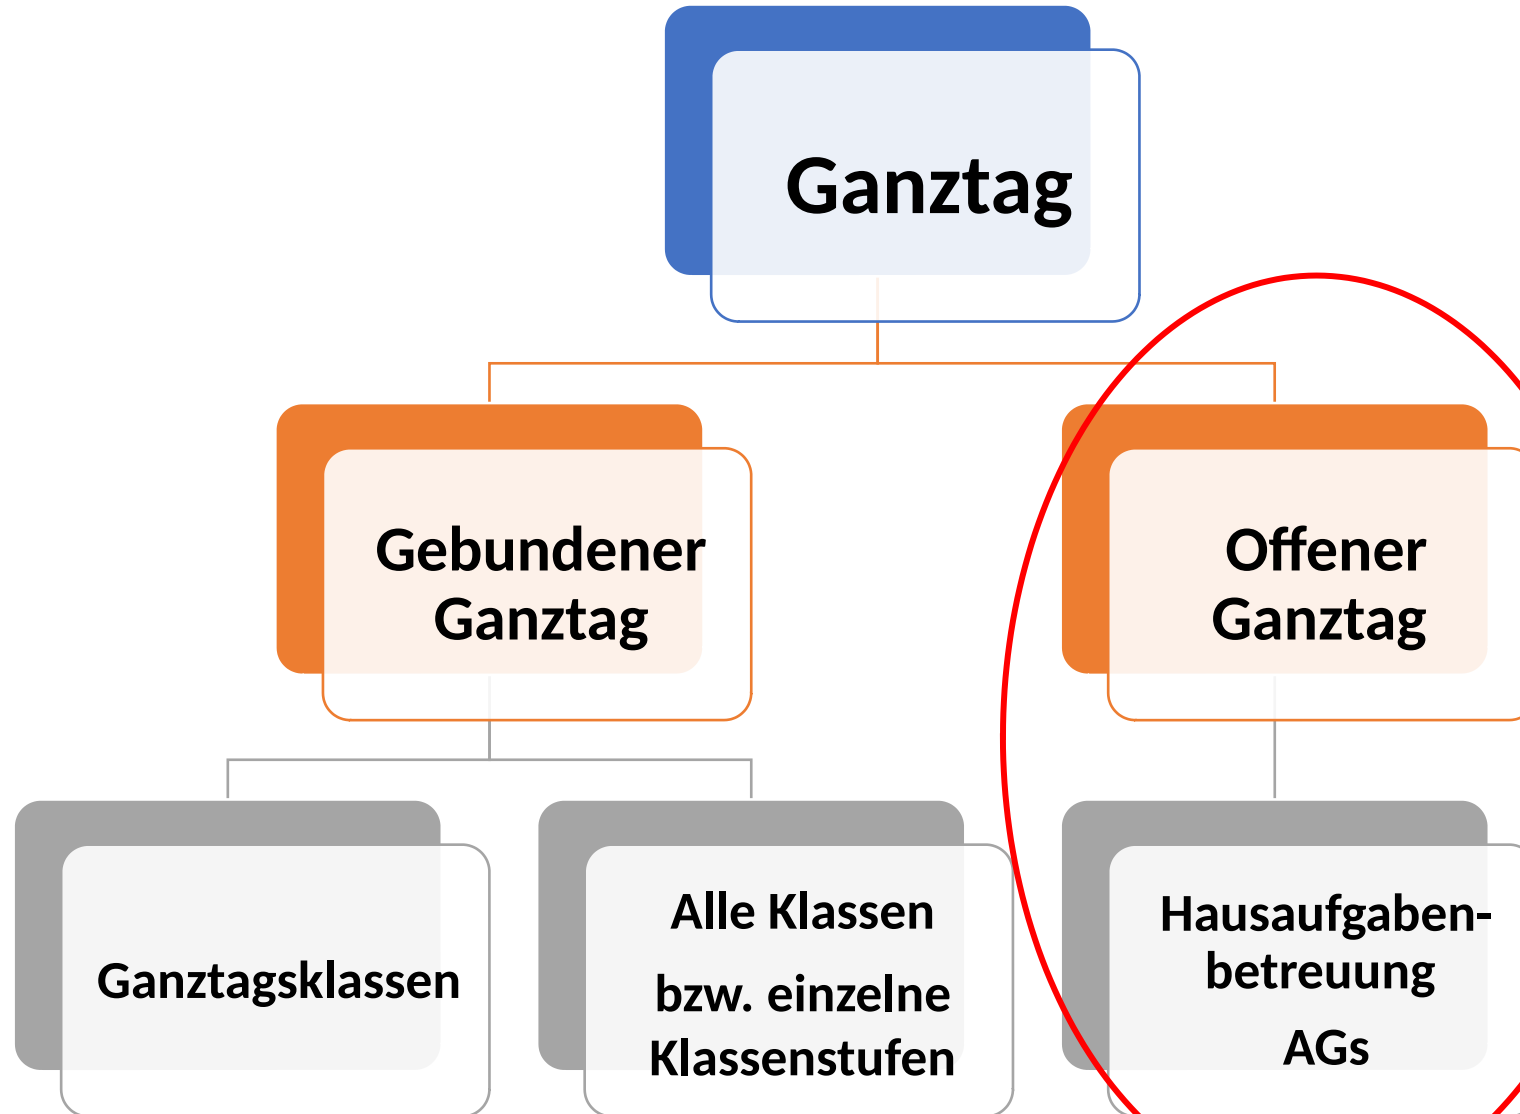 Ganztag
Gebundener
Ganztag
Offener
Ganztag
Ganztagsklassen
Alle Klassen
bzw. einzelne
Klassenstufen
Hausaufgaben-
betreuung
AGs